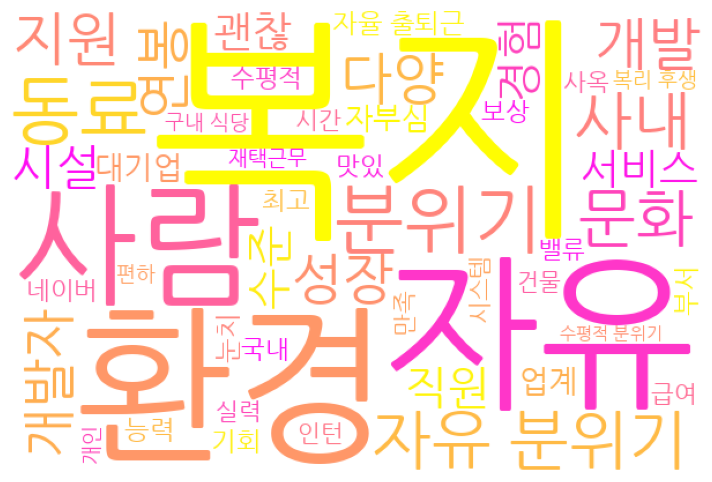 지원
연봉
괜찮
자율 출퇴근
경험
개발
복지
수평적
다양
사옥
복리 후생
동료
구내 식당
시간
자부심
보상
사내
시설
대기업
재택근무
맛있
서비스
사람
최고
분위기
문화
수준
밸류
네이버
편하
성장
만족
시스템
건물
부서
자유
환경
눈치
국내
수평적 분위기
개발자
직원
업계
급여
실력
개인
능력
기회
인턴
자유 분위기